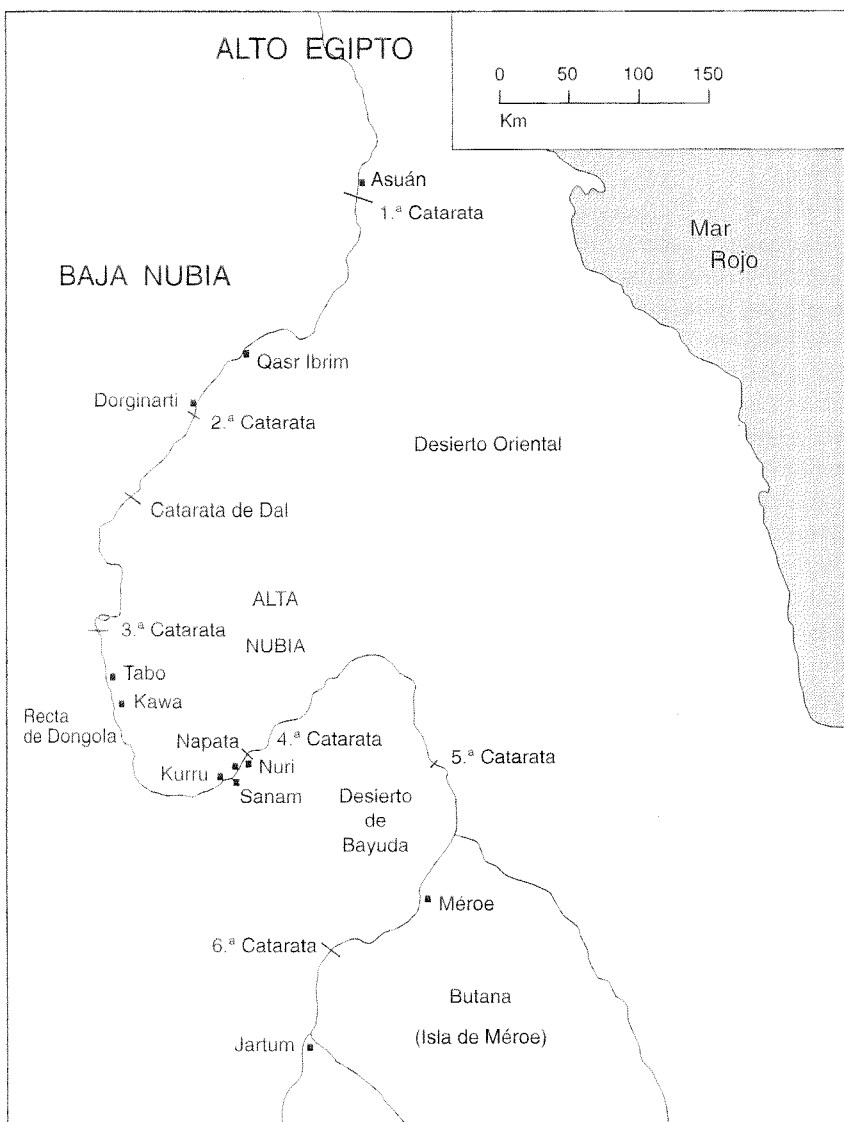 ALTO EGIPTO
0 50 100 150
Km
Asuán
1.ª Catarata
Mar
Rojo
BAJA NUBIA
Qasr Ibrim
Dorginarti
2.ª Catarata
Desierto Oriental
Catarata de Dal
ALTA
NUBIA
3.ª Catarata
Tabo
Kawa
Recta
de Dongola
Napata
4.ª Catarata
Nuri
Kurru
Sanam
5.ª Catarata
Desierto
de
Bayuda
Méroe
6.ª Catarata
Butana
(Isla de Méroe)
Jartum